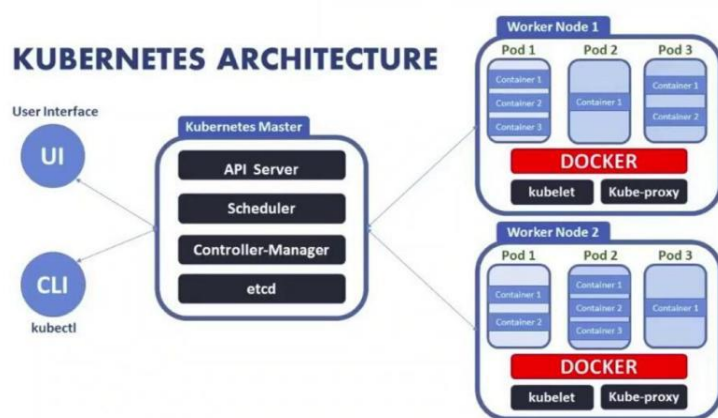 KUBERNETES ARCHITECTURE
User Interface
UI
CLI
kubectl
Kubernetes Master
API Server
Scheduler
Controller-Manager
etcd
Worker Node 1
Pod 1 Pod 2 Pod 3
Container 1
Container 2
Container 3
Container 1
Container 1
Container 2
DOCKER
kubelet Kube-proxy
Worker Node 2
Pod 1 Pod 2 Pod 3
Container 1
Container 2
Container 1
Container 2
Container 3
Container 1
DOCKER
kubelet Kube-proxy